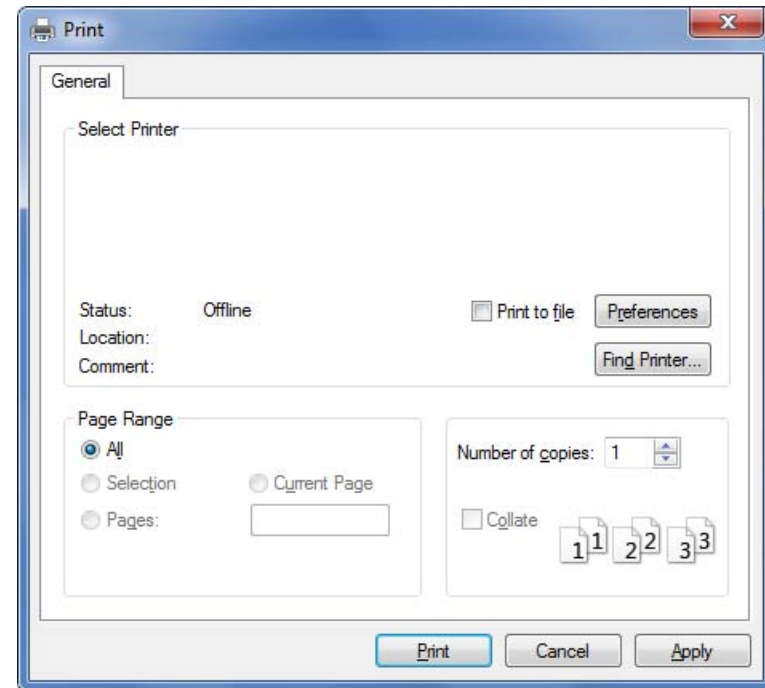 Print
General
Select Printer
Status: Offline
Print to file
Preferences
Location:
Comment:
Find Printer...
Page Range
All
Selection
Current Page
Pages:
Number of copies: 1
Collate
1 1 2 2 3 3
Print
Cancel
Apply